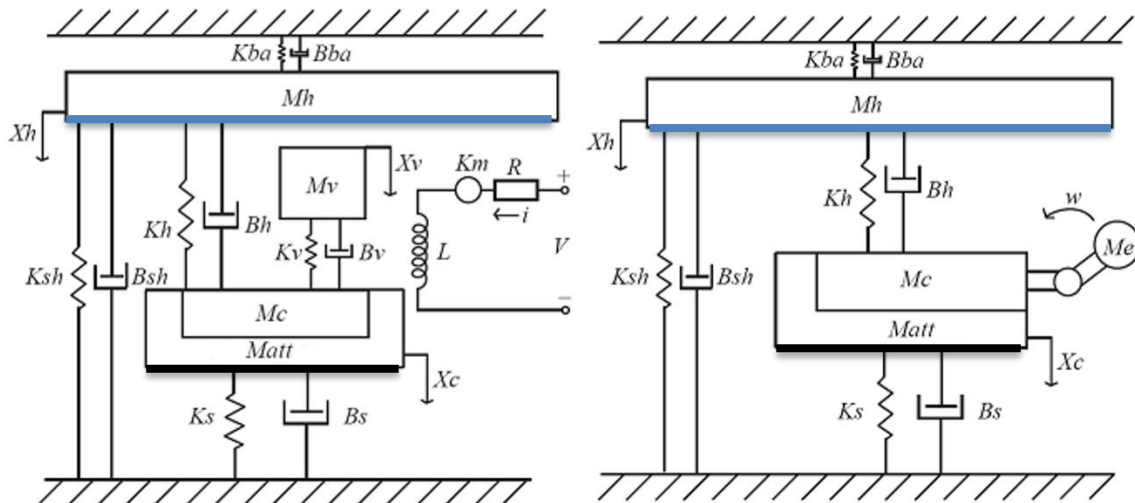 Kba Bba
Mh
Xh
Xv
Mv
Km R
+
i
V
Kh Bh
Kv Bv
L
Ksh Bsh
−
Mc
Matt
Xc
Ks Bs
Kba Bba
Mh
Xh
Kh Bh
w
Me
Ksh Bsh
Mc
Matt
Xc
Ks Bs